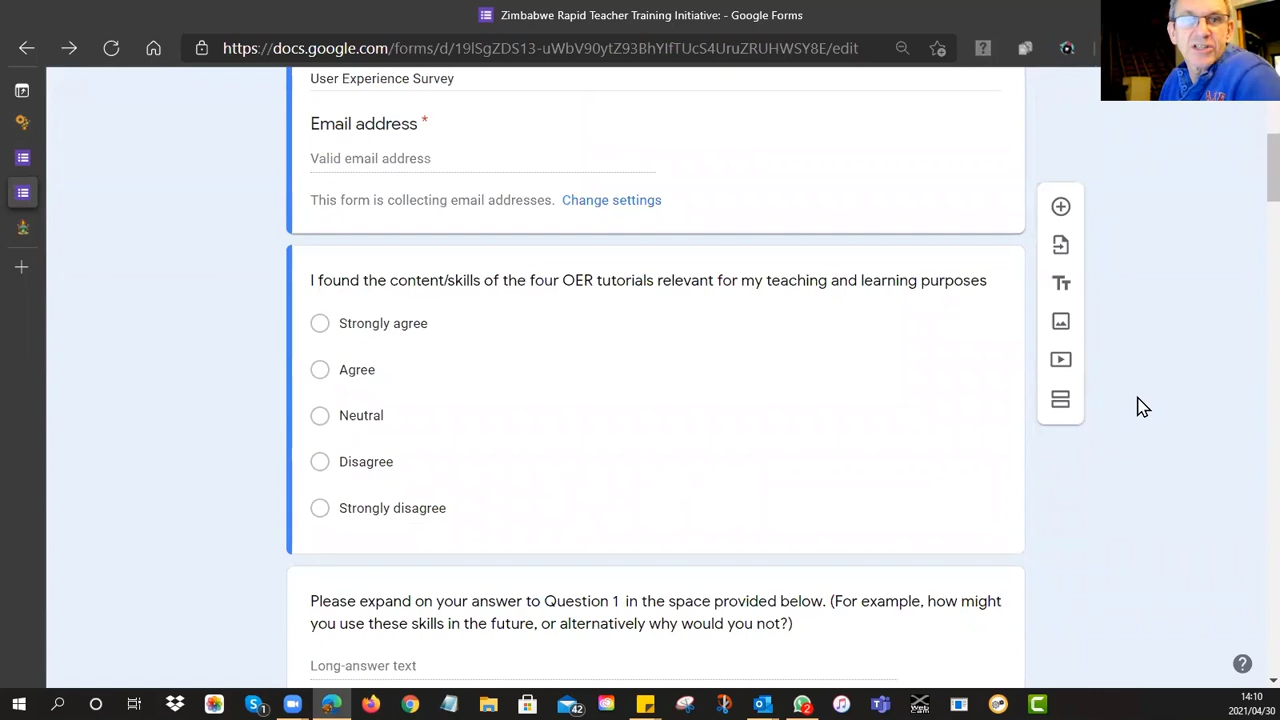 Zimbabwe Rapid Teacher Training Initiative: - Google Forms
https://docs.google.com/forms/d/19lSgZDS13-uWbV90ytZ93BhYIfTUcS4UruZRUHWSY8E/edit
User Experience Survey
Email address *
Valid email address
This form is collecting email addresses. Change settings
I found the content/skills of the four OER tutorials relevant for my teaching and learning purposes
Strongly agree
Agree
Neutral
Disagree
Strongly disagree
Please expand on your answer to Question 1 in the space provided below. (For example, how might
you use these skills in the future, or alternatively why would you not?)
Long-answer text
14:10
2021/04/30